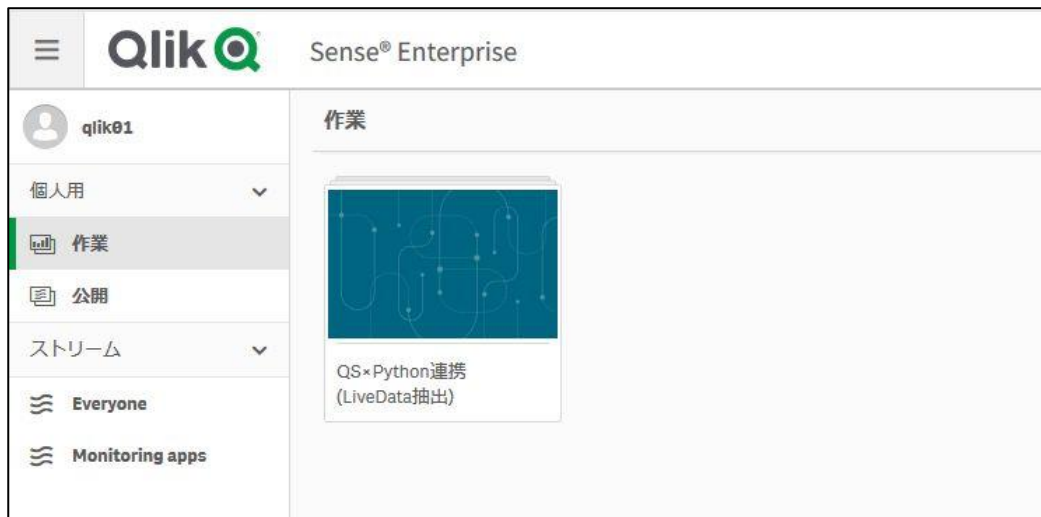 Qlik
Sense® Enterprise
qlik01
作業
個人用
作業
公開
ストリーム
Everyone
Monitoring apps
QS×Python連携
(LiveData抽出)